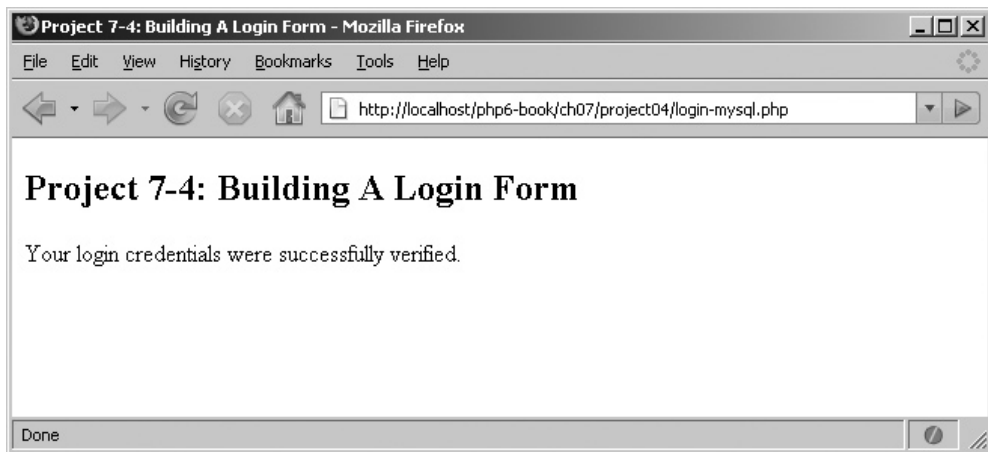 Project 7-4: Building A Login Form - Mozilla Firefox
File Edit View History Bookmarks Tools Help
http://localhost/php6-book/ch07/project04/login-mysql.php
Project 7-4: Building A Login Form
Your login credentials were successfully verified.
Done